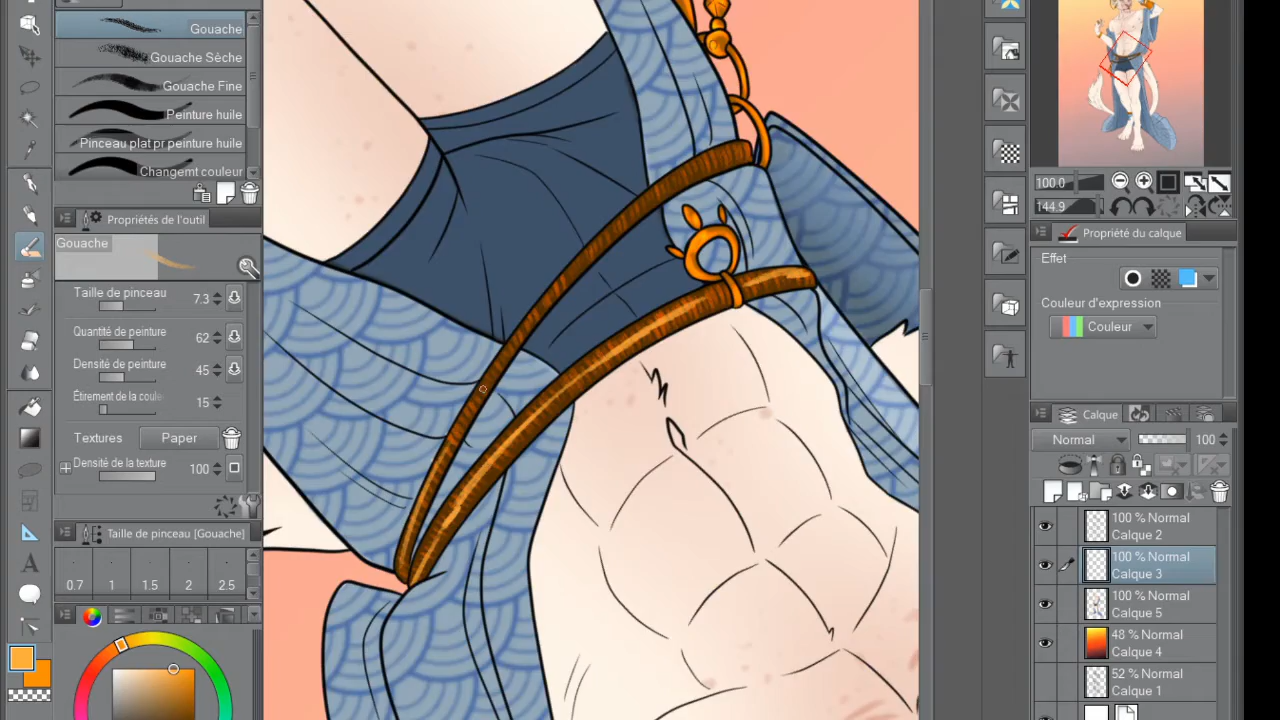 Gouache
Gouache Sèche
Gouache Fine
Peinture huile
Pinceau plat pr peinture huile
Changemt couleur
Propriétés de l'outil
Gouache
Taille de pinceau 7.3
Quantité de peinture 62
Densité de peinture 45
Étirement de la coule 15
Textures Paper
Densité de la texture 100
Taille de pinceau [Gouache]
0.7 1 1.5 2 2.5
100.0
144.9
Propriété du calque
Effet
Couleur d'expression
Couleur
Calque
Normal 100
100 % Normal
Calque 2
100 % Normal
Calque 3
100 % Normal
Calque 5
48 % Normal
Calque 4
52 % Normal
Calque 1